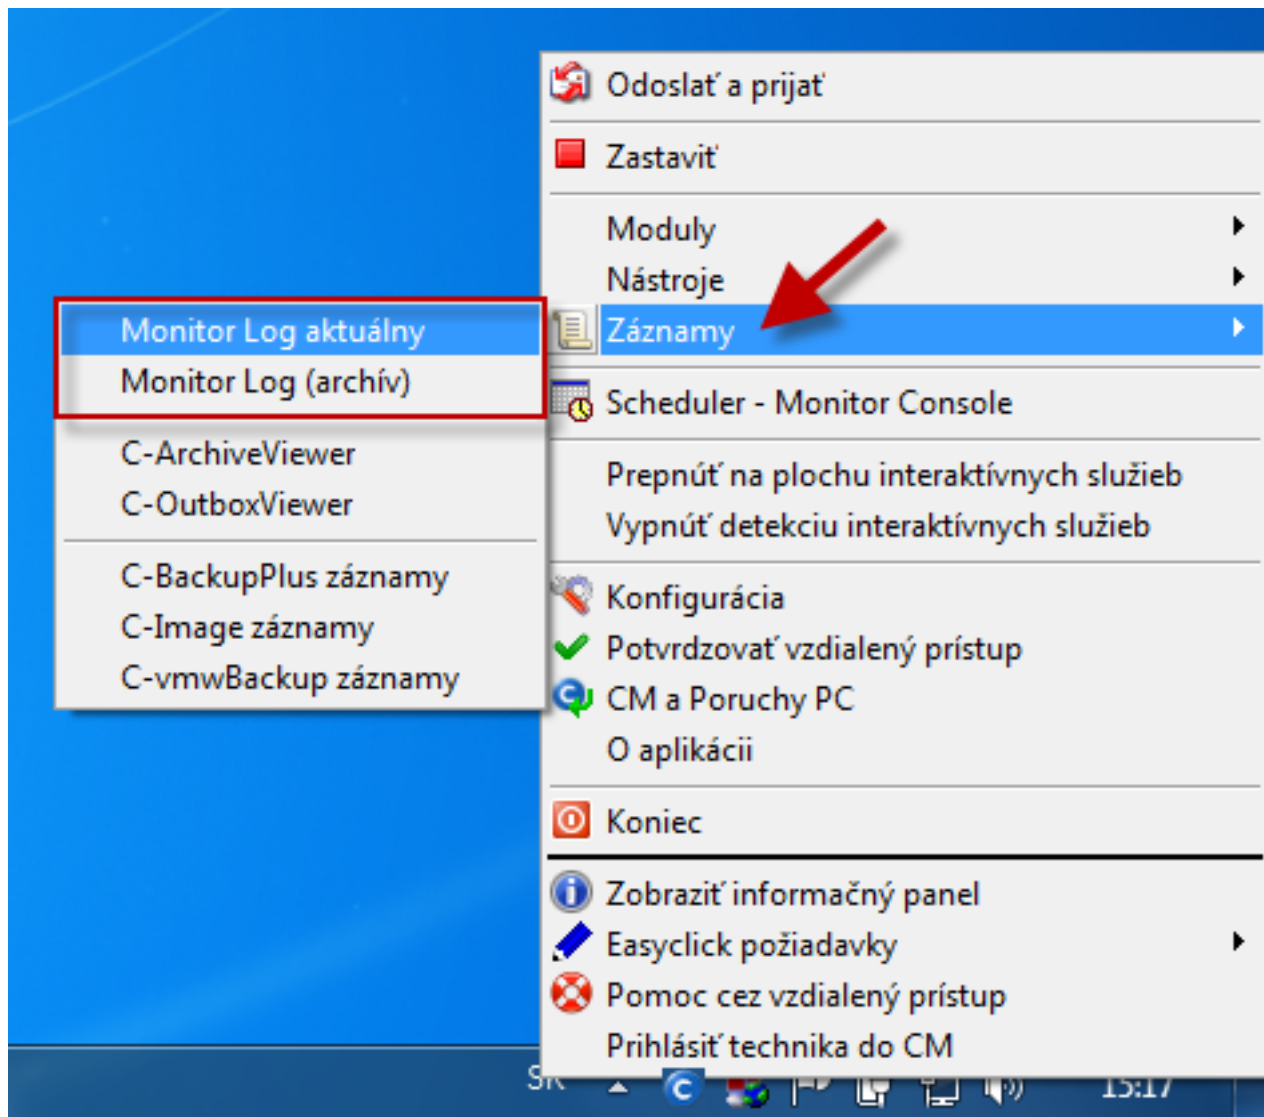 Odoslať a prijať
Zastaviť
Moduly
Nástroje
Záznamy
Monitor Log aktuálny
Monitor Log (archív)
C-ArchiveViewer
C-OutboxViewer
C-BackupPlus záznamy
C-Image záznamy
C-vmwBackup záznamy
Scheduler - Monitor Console
Prepnúť na plochu interaktívnych služieb
Vypnúť detekciu interaktívnych služieb
Konfigurácia
Potvrdzovať vzdialený prístup
CM a Poruchy PC
O aplikácii
Koniec
Zobraziť informačný panel
Easyclick požiadavky
Pomoc cez vzdialený prístup
Prihlásiť technika do CM
SK 15:17